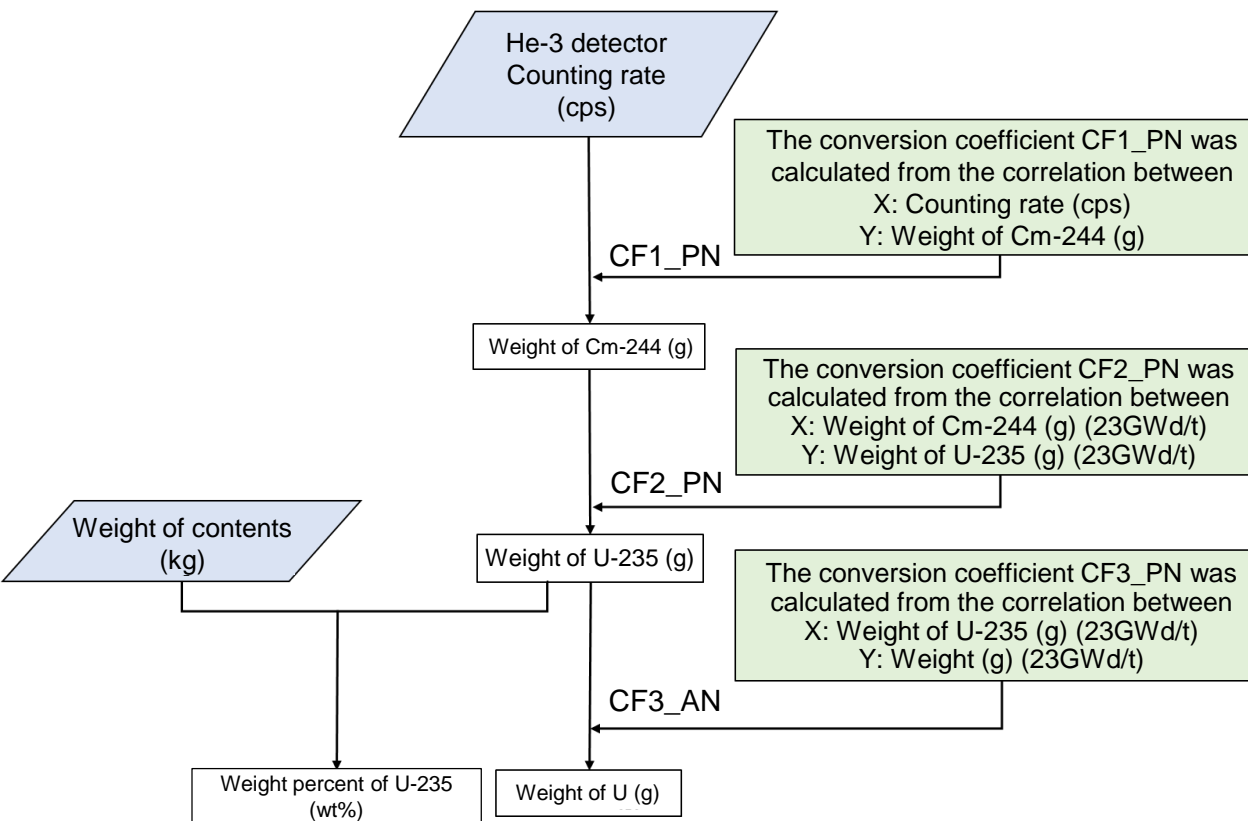 He-3 detector
Counting rate
(cps)
The conversion coefficient CF1_PN was
calculated from the correlation between
X: Counting rate (cps)
Y: Weight of Cm-244 (g)
CF1_PN
Weight of Cm-244 (g)
The conversion coefficient CF2_PN was
calculated from the correlation between
X: Weight of Cm-244 (g) (23GWd/t)
Y: Weight of U-235 (g) (23GWd/t)
CF2_PN
Weight of contents
(kg)
Weight of U-235 (g)
The conversion coefficient CF3_PN was
calculated from the correlation between
X: Weight of U-235 (g) (23GWd/t)
Y: Weight (g) (23GWd/t)
CF3_AN
Weight percent of U-235
(wt%)
Weight of U (g)